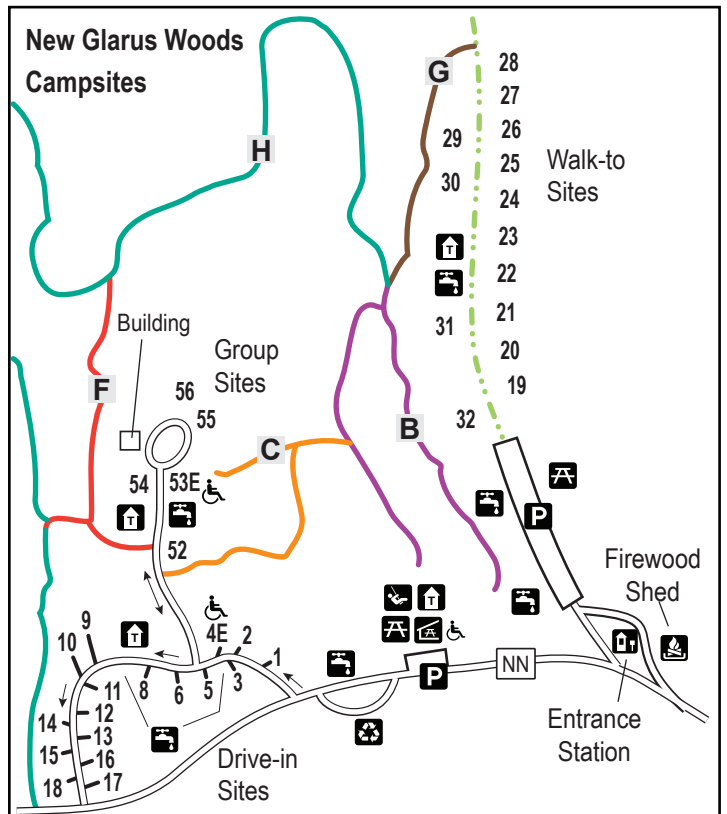 New Glarus Woods
Campsites
G
28
27
H
29
26
Walk-to
Sites
25
30
24
T
23
22
Building
21
31
Group
Sites
20
F
56
19
55
32
B
C
54
53E
P
T
52
Firewood
Shed
T
9
4E
2
T
10
1
11
8
6
5
3
NN
P
14
12
13
Entrance
Station
15
16
Drive-in
Sites
18
17